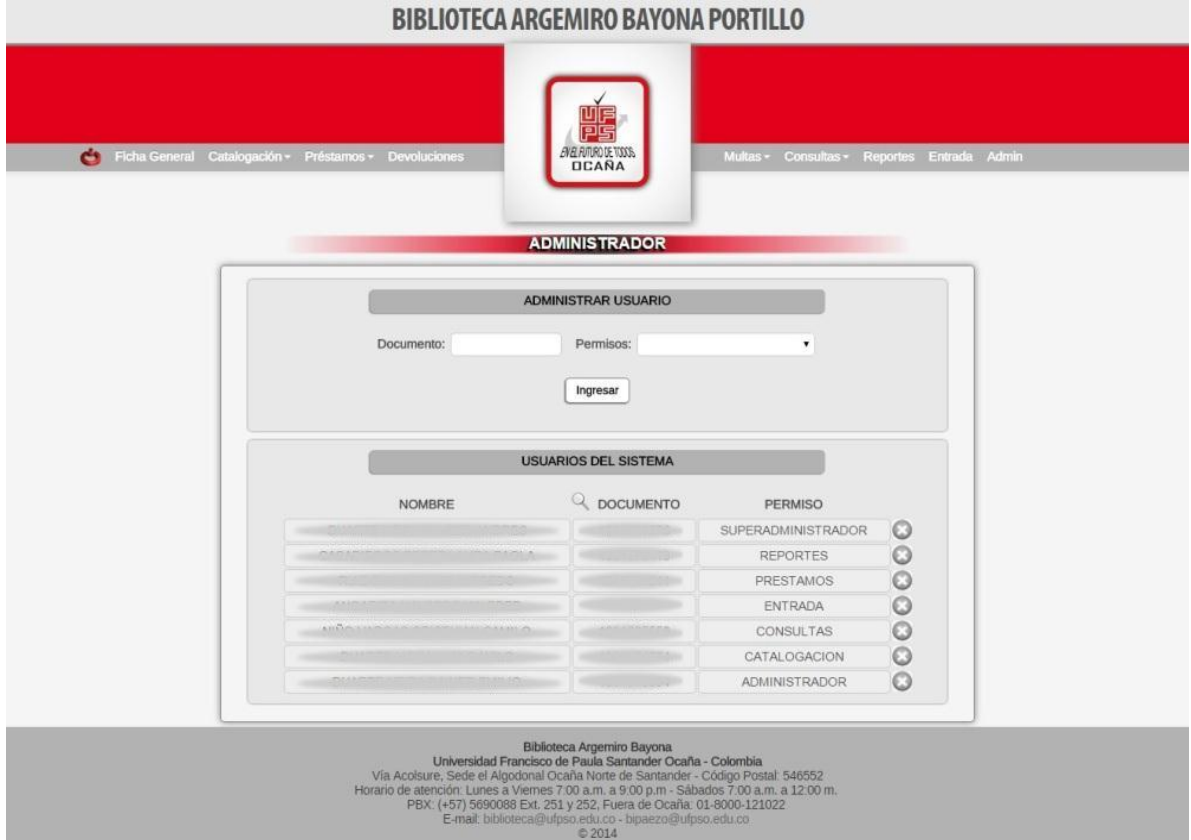 BIBLIOTECA ARGEMIRO BAYONA PORTILLO
UFPS
EN EL FUTURO DE TODOS
OCAÑA
Ficha General Catalogación Préstamos Devoluciones Multas Consultas Reportes Entrada Admin
ADMINISTRADOR
ADMINISTRAR USUARIO
Documento: Permisos:
Ingresar
USUARIOS DEL SISTEMA
NOMBRE DOCUMENTO PERMISO
SUPERADMINISTRADOR
REPORTES
PRESTAMOS
ENTRADA
CONSULTAS
CATALOGACION
ADMINISTRADOR
Biblioteca Argemiro Bayona
Universidad Francisco de Paula Santander Ocaña - Colombia
Vía Acolsure, Sede el Algodonal Ocaña Norte de Santander - Código Postal: 546552
Horario de atención: Lunes a Viernes 7:00 a.m. a 9:00 p.m - Sábados 7:00 a.m. a 12:00 m.
PBX: (+57) 5690088 Ext. 251 y 252, Fuera de Ocaña: 01-8000-121022
E-mail: biblioteca@ufpso.edu.co - bipaezo@ufpso.edu.co
© 2014